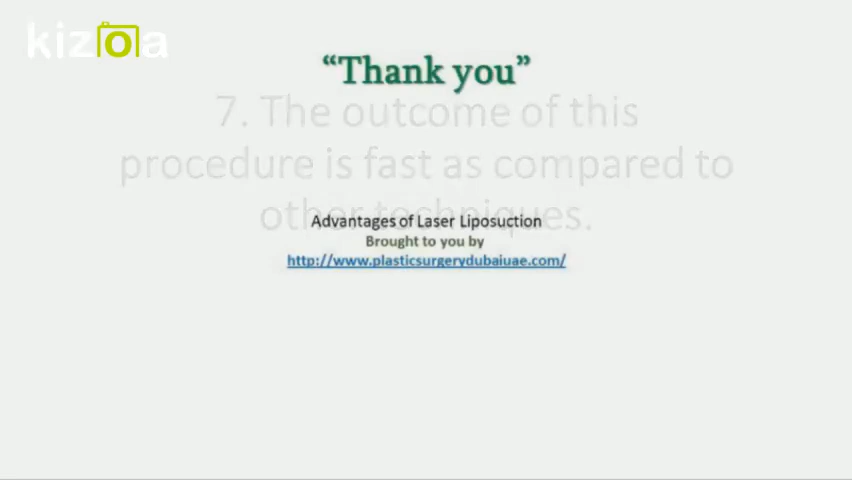 kizoa
“Thank you”
7. The outcome of this
procedure is fast as compared to
other techniques.
Advantages of Laser Liposuction
Brought to you by
http://www.plasticsurgerydubaiuae.com/